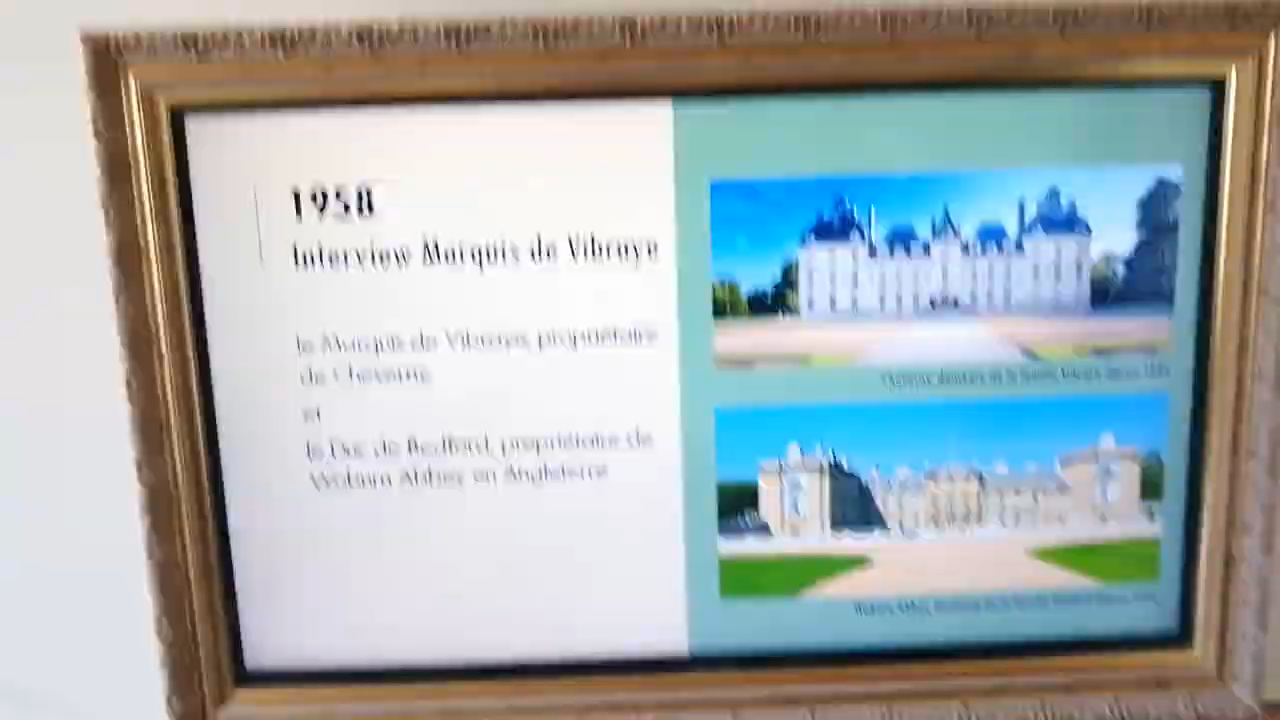 1958
Interview Marquis de Vibraye
le Marquis de Vibraye, propriétaire
de Cheverny
et
le Duc de Bedford, propriétaire de
Woburn Abbey en Angleterre